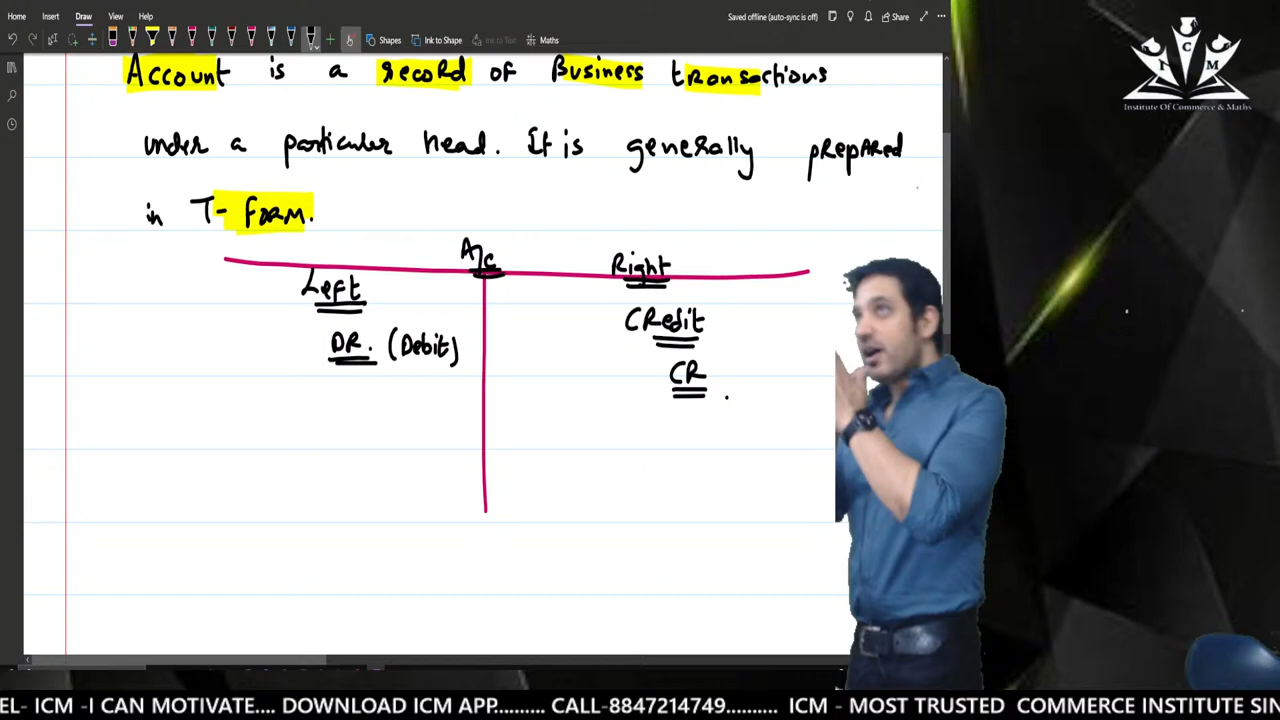 Home Insert Draw View Help
Saved offline (auto-sync is off)
Share
Shapes
Ink to Shape
Ink to Text
Maths
Account is a record of Business transactions
under a particular head. It is generally prepared
in T- FORM.
A/c
Left
Right
DR. (Debit)
CRedit
CR
I C M
Institute Of Commerce & Maths
EL- ICM -I CAN MOTIVATE.... DOWNLOAD ICM APP.......... CALL-8847214749.......... ICM - MOST TRUSTED COMMERCE INSTITUTE SIN